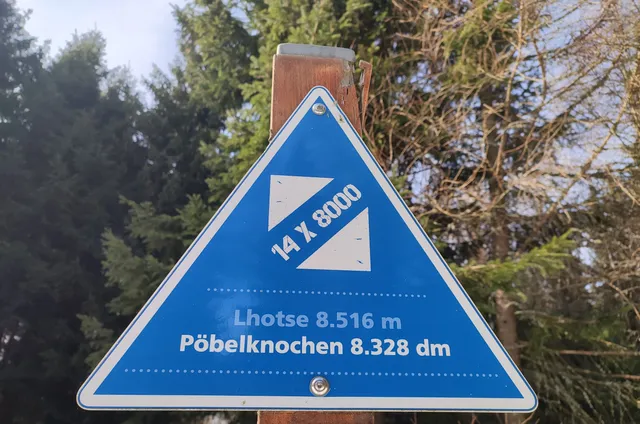 14 X 8000
Lhotse 8.516 m
Pöbelknochen 8.328 dm